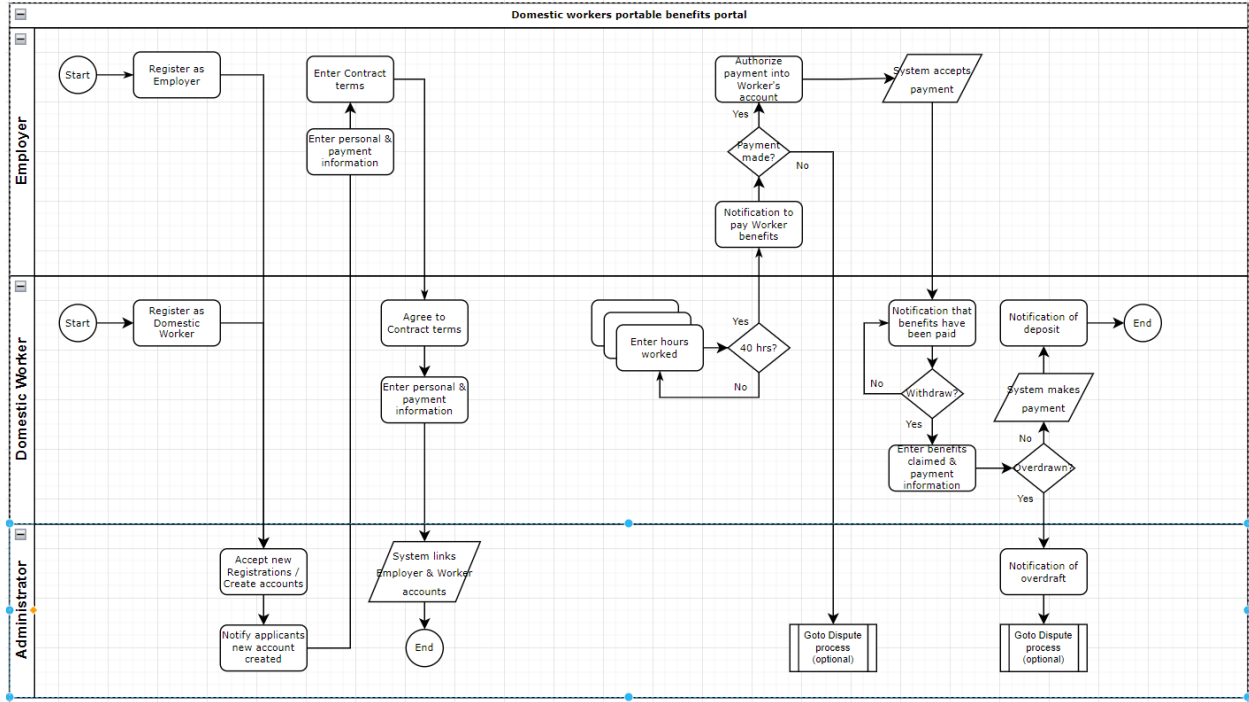 Domestic workers portable benefits portal
Employer
Start
Register as
Employer
Enter Contract
terms
Enter personal &
payment
information
Authorize
payment into
Worker's
account
System accepts
payment
Yes
Payment
made?
No
Notification to
pay Worker
benefits
Domestic Worker
Start
Register as
Domestic
Worker
Agree to
Contract terms
Enter personal &
payment
information
Enter hours
worked
Yes
40 hrs?
No
Notification that
benefits have
been paid
No
Withdraw?
Yes
Enter benefits
claimed &
payment
information
Notification of
deposit
End
System makes
payment
No
Overdrawn?
Yes
Administrator
Accept new
Registrations /
Create accounts
Notify applicants
new account
created
System links
Employer & Worker
accounts
End
Goto Dispute
process
(optional)
Notification of
overdraft
Goto Dispute
process
(optional)